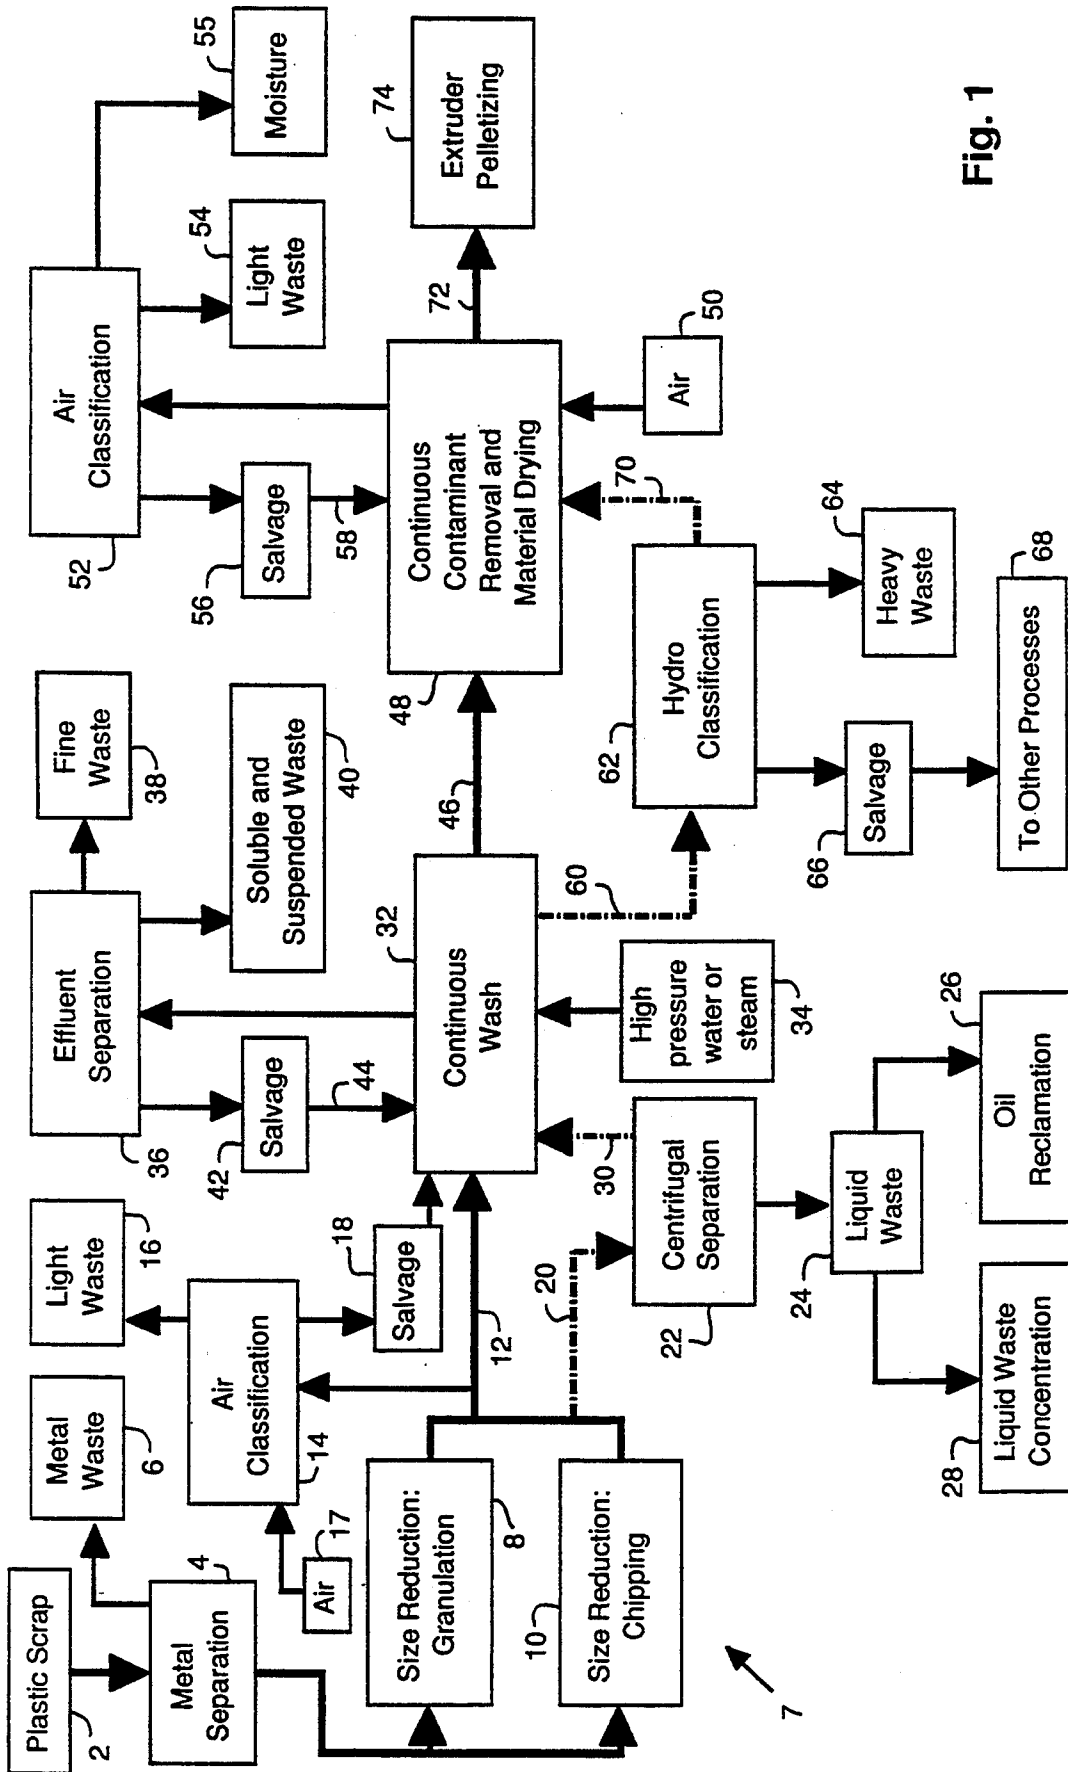 Plastic Scrap
2
Metal
Separation
4
Metal
Waste
6
Size Reduction:
Granulation
8
Size Reduction:
Chipping
10
7
Air
17
Air
Classification
14
Light
Waste
16
Salvage
18
12
20
Centrifugal
Separation
22
Liquid
Waste
24
Oil
Reclamation
26
Liquid Waste
Concentration
28
30
Continuous
Wash
32
High
pressure
water or
steam
34
Effluent
Separation
36
Fine
Waste
38
Soluble and
Suspended Waste
40
Salvage
42
44
46
Continuous
Contaminant
Removal and
Material Drying
48
Air
50
Air
Classification
52
Light
Waste
54
Moisture
55
Salvage
56
58
60
Hydro
Classification
62
Heavy
Waste
64
Salvage
66
To Other Processes
68
70
72
Extruder
Pelletizing
74
Fig. 1